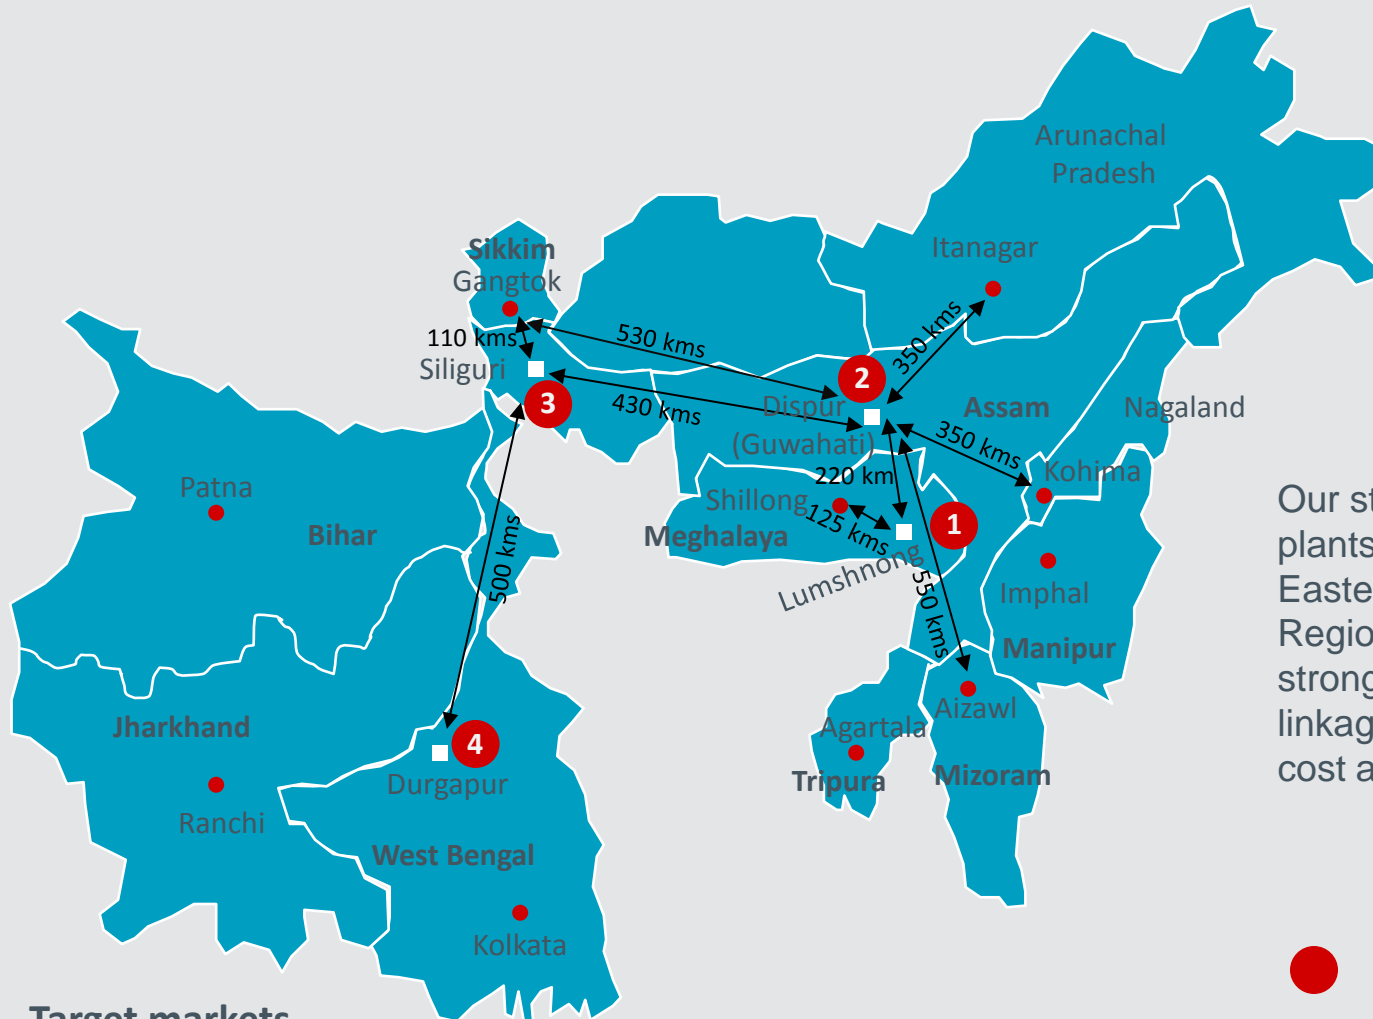 Arunachal
Pradesh
Itanagar
Sikkim
Gangtok
110 kms
530 kms
350 kms
Siliguri
2
3
430 kms
Dispur
(Guwahati)
Assam
Nagaland
350 kms
Kohima
220 km
Patna
Shillong
125 kms
1
Bihar
Meghalaya
Lumshnong
500 kms
550 kms
Imphal
Manipur
Our st
plants
Easte
Regio
strong
linkag
cost a
Jharkhand
Aizawl
Agartala
4
Tripura
Mizoram
Durgapur
Ranchi
West Bengal
Kolkata
Target markets